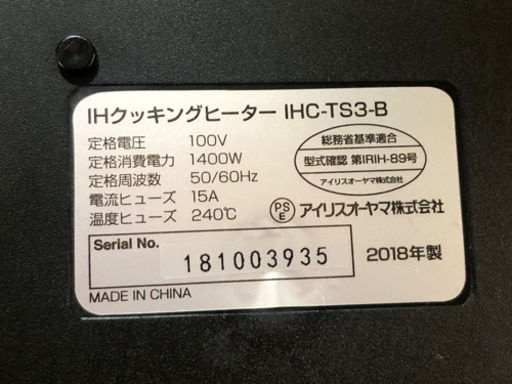 IHクッキングヒーター IHC-TS3-B
定格電圧 100V
定格消費電力 1400W
定格周波数 50/60Hz
電流ヒューズ 15A
温度ヒューズ 240℃
総務省基準適合
型式確認 第IRIH-89号
アイリスオーヤマ株式会社
PS E アイリスオーヤマ株式会社
Serial No. 181003935
2018年製
MADE IN CHINA